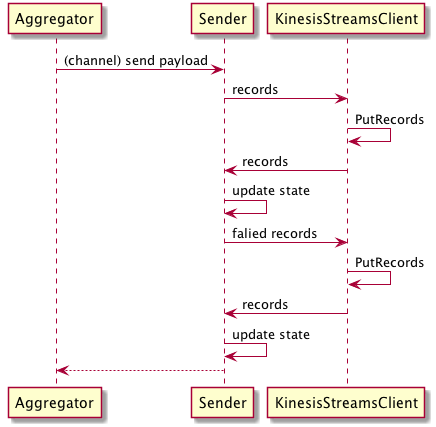 Aggregator
Sender
KinesisStreamsClient
(channel) send payload
records
PutRecords
records
update state
falied records
PutRecords
records
update state
Aggregator
Sender
KinesisStreamsClient